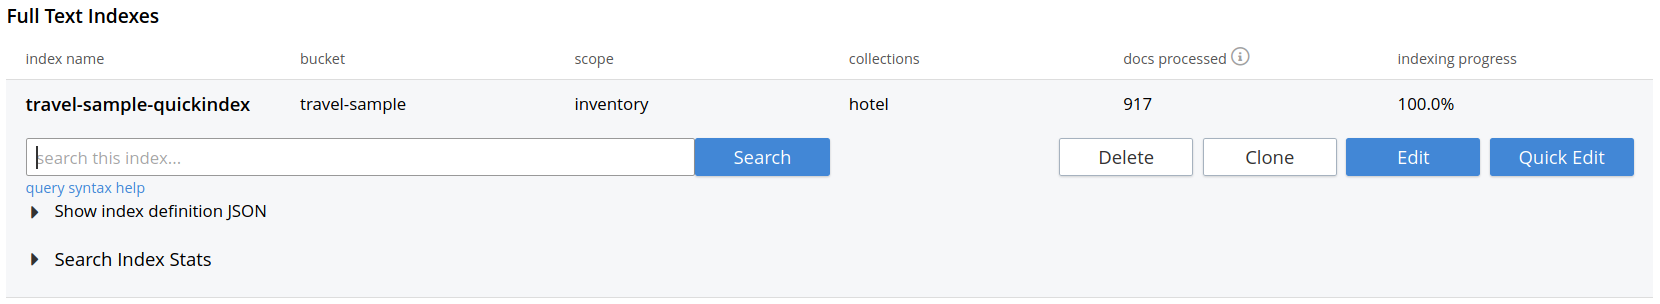 Full Text Indexes
index name bucket scope collections docs processed indexing progress
travel-sample-quickindex travel-sample inventory hotel 917 100.0%
search this index... Search Delete Clone Edit Quick Edit
query syntax help
Show index definition JSON
Search Index Stats